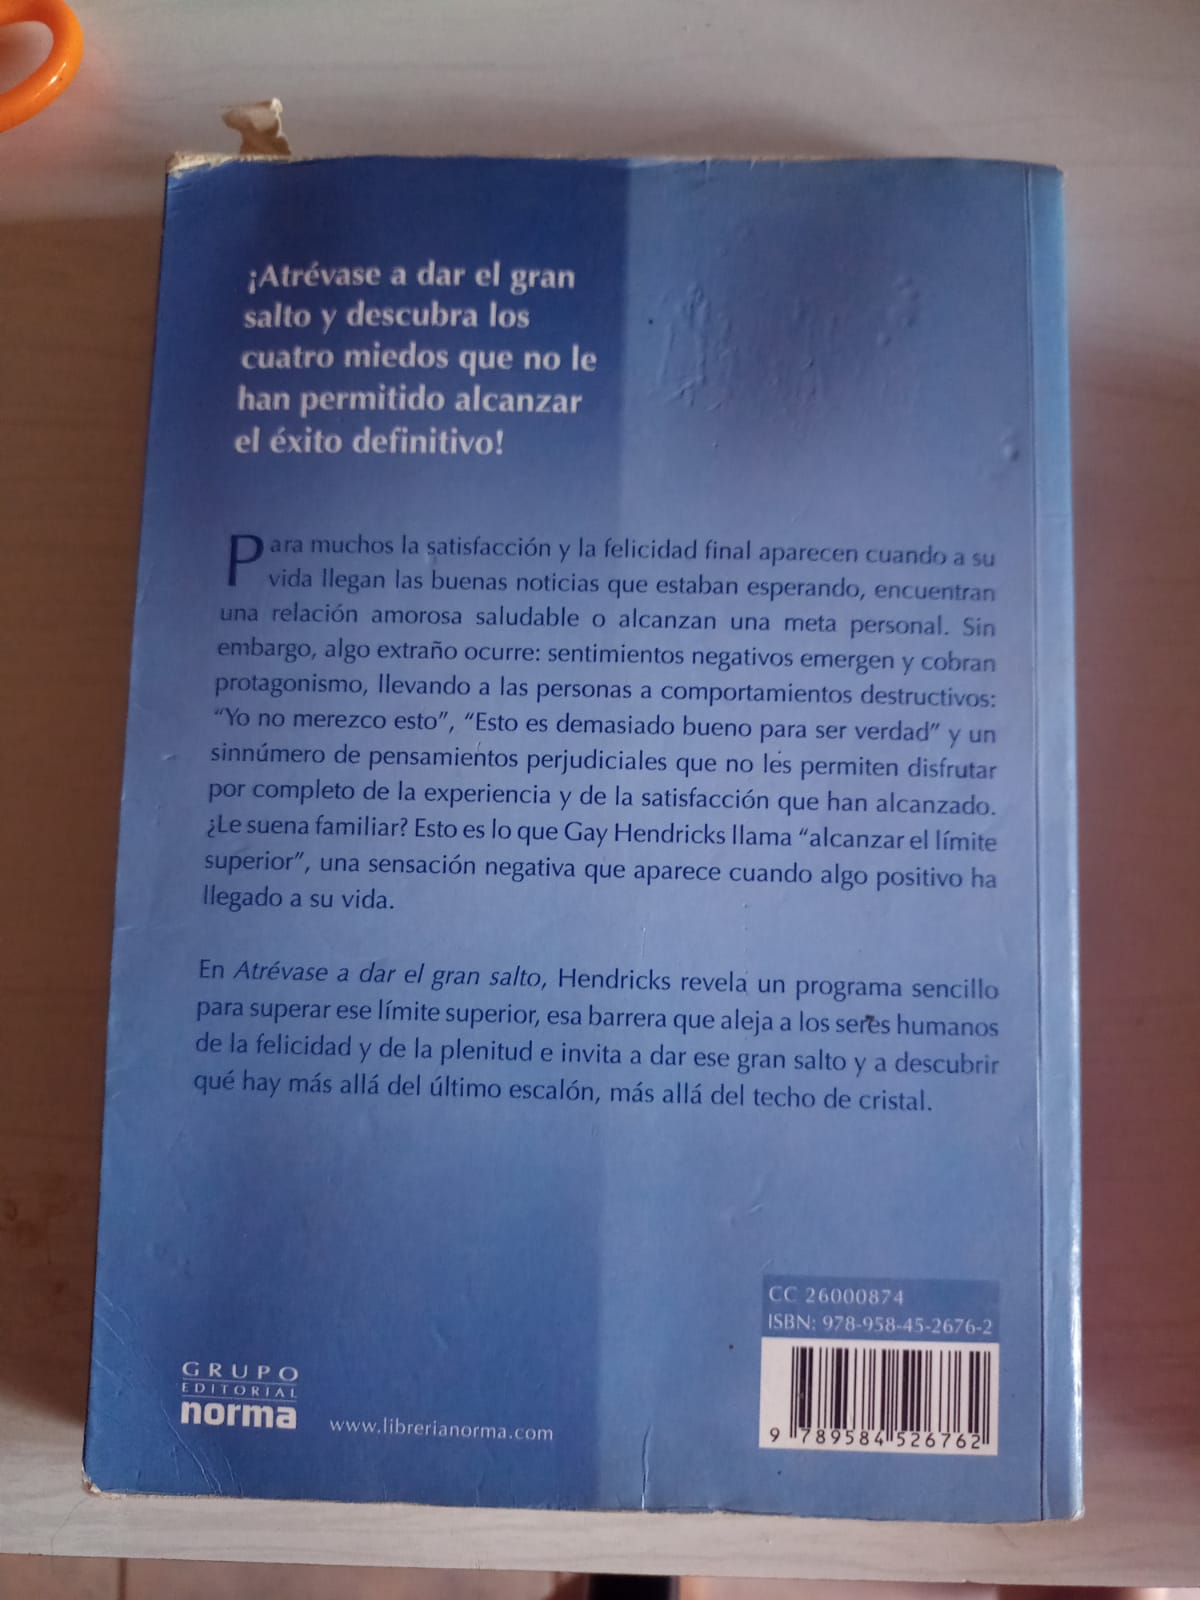 ¡Atrévase a dar el gran
salto y descubra los
cuatro miedos que no le
han permitido alcanzar
el éxito definitivo!
Para muchos la satisfacción y la felicidad final aparecen cuando a su
vida llegan las buenas noticias que estaban esperando, encuentran
una relación amorosa saludable o alcanzan una meta personal. Sin
embargo, algo extraño ocurre: sentimientos negativos emergen y cobran
protagonismo, llevando a las personas a comportamientos destructivos:
“Yo no merezco esto”, “Esto es demasiado bueno para ser verdad” y un
sinnúmero de pensamientos perjudiciales que no les permiten disfrutar
por completo de la experiencia y de la satisfacción que han alcanzado.
¿Le suena familiar? Esto es lo que Gay Hendricks llama “alcanzar el límite
superior”, una sensación negativa que aparece cuando algo positivo ha
llegado a su vida.
En Atrévase a dar el gran salto, Hendricks revela un programa sencillo
para superar ese límite superior, esa barrera que aleja a los seres humanos
de la felicidad y de la plenitud e invita a dar ese gran salto y a descubrir
qué hay más allá del último escalón, más allá del techo de cristal.
CC 26000874
ISBN: 978-958-45-2676-2
9 789584 526762
GRUPO
EDITORIAL
norma
www.librerianorma.com